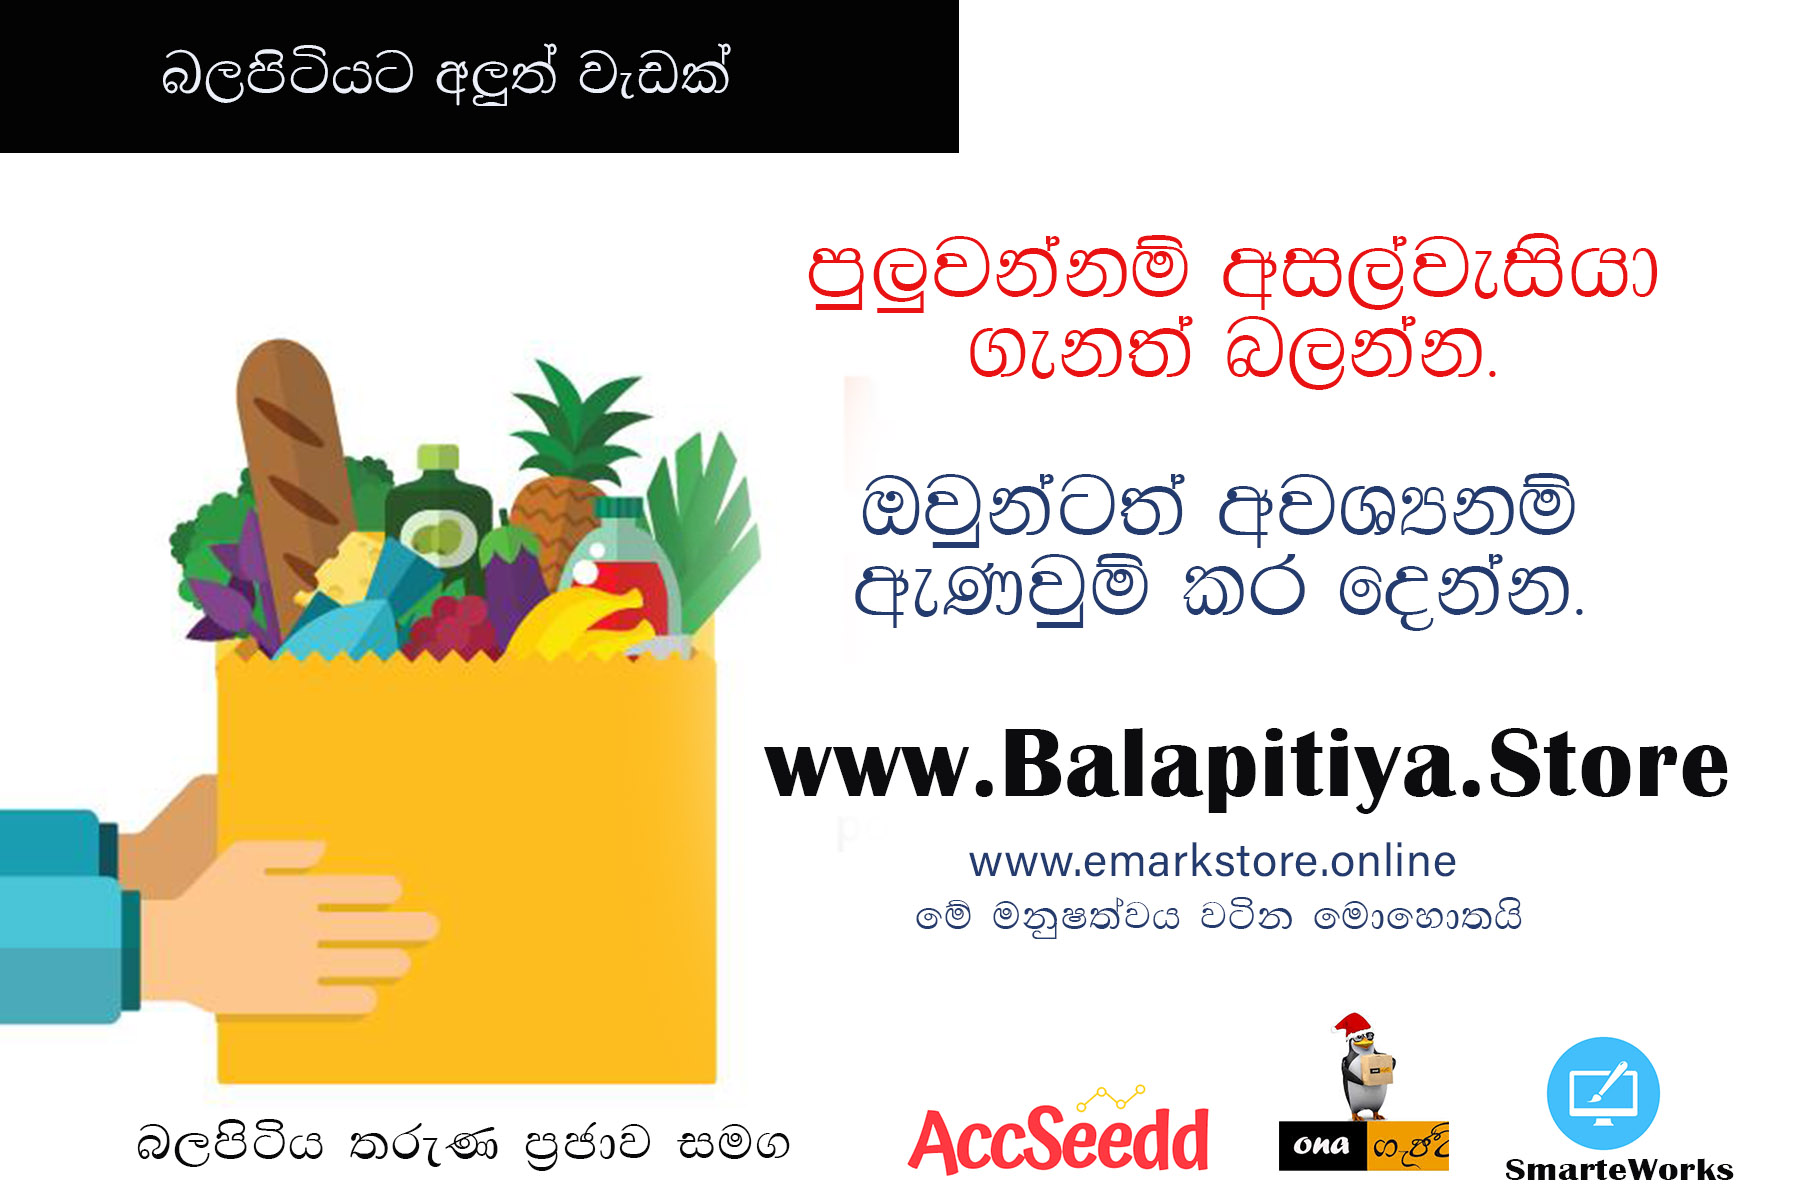 බලපිටියට අලුත් වැඩක්
පුලුවන්නම් අසල්වැසියා
ගැනත් බලන්න.
ඔවුන්ටත් අවශ්‍යනම්
ඇණවුම් කර දෙන්න.
www.Balapitiya.Store
www.emarkstore.online
මේ මනුෂත්වය වටින මොහොතයි
බලපිටිය තරුණ ප්‍රජාව සමග
AccSeedd
ona
SmarteWorks